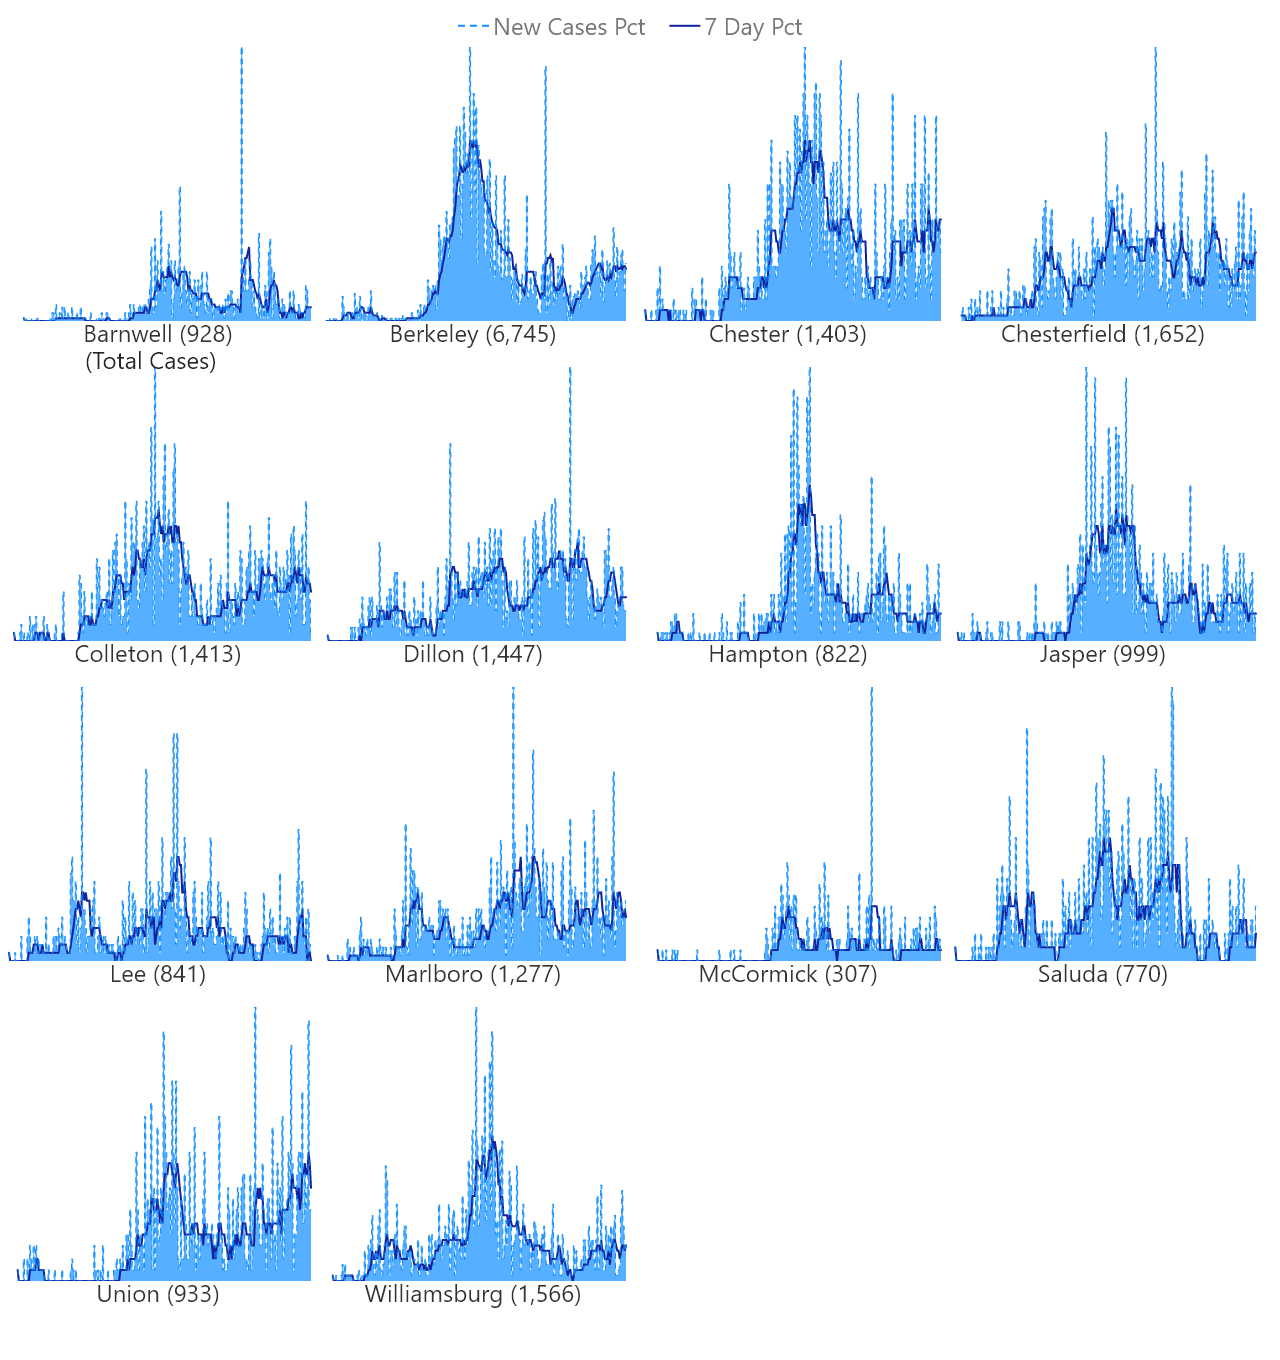 New Cases Pct 7 Day Pct
Barnwell (928)
(Total Cases)
Berkeley (6,745)
Chester (1,403)
Chesterfield (1,652)
Colleton (1,413)
Dillon (1,447)
Hampton (822)
Jasper (999)
Lee (841)
Marlboro (1,277)
McCormick (307)
Saluda (770)
Union (933)
Williamsburg (1,566)